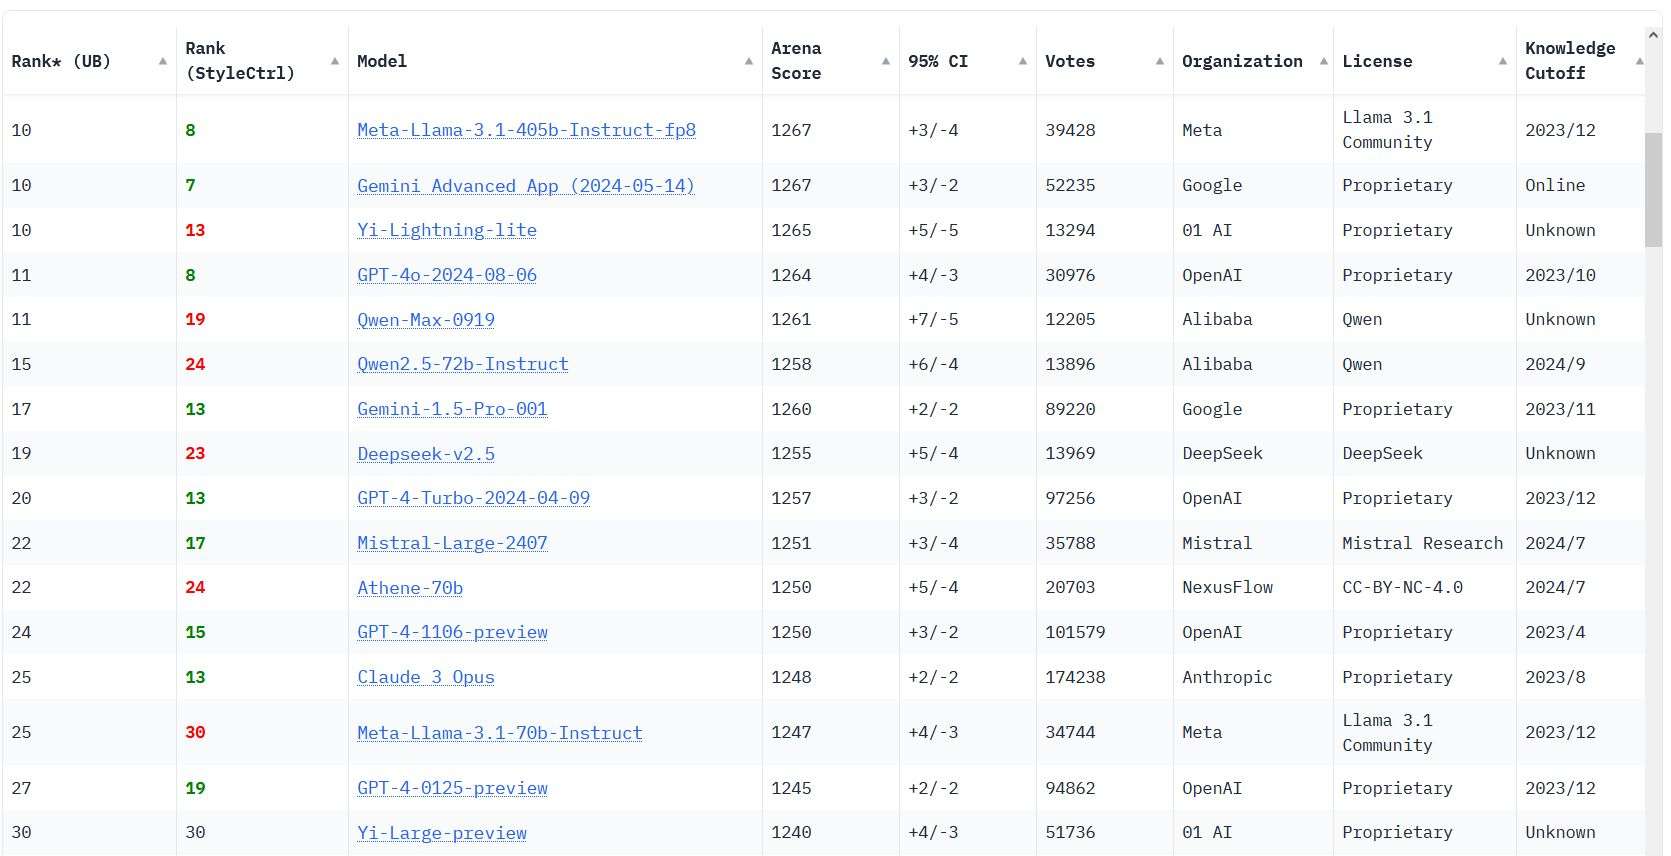 Rank* (UB) ▲ Rank (StyleCtrl) ▲ Model ▲ Arena Score ▲ 95% CI ▲ Votes ▲ Organization ▲ License ▲ Knowledge Cutoff ▲
10 8 Meta-Llama-3.1-405b-Instruct-fp8 1267 +3/-4 39428 Meta Llama 3.1 Community 2023/12
10 7 Gemini Advanced App (2024-05-14) 1267 +3/-2 52235 Google Proprietary Online
10 13 Yi-Lightning-lite 1265 +5/-5 13294 01 AI Proprietary Unknown
11 8 GPT-4o-2024-08-06 1264 +4/-3 30976 OpenAI Proprietary 2023/10
11 19 Qwen-Max-0919 1261 +7/-5 12205 Alibaba Qwen Unknown
15 24 Qwen2.5-72b-Instruct 1258 +6/-4 13896 Alibaba Qwen 2024/9
17 13 Gemini-1.5-Pro-001 1260 +2/-2 89220 Google Proprietary 2023/11
19 23 Deepseek-v2.5 1255 +5/-4 13969 DeepSeek DeepSeek Unknown
20 13 GPT-4-Turbo-2024-04-09 1257 +3/-2 97256 OpenAI Proprietary 2023/12
22 17 Mistral-Large-2407 1251 +3/-4 35788 Mistral Mistral Research 2024/7
22 24 Athene-70b 1250 +5/-4 20703 NexusFlow CC-BY-NC-4.0 2024/7
24 15 GPT-4-1106-preview 1250 +3/-2 101579 OpenAI Proprietary 2023/4
25 13 Claude 3 Opus 1248 +2/-2 174238 Anthropic Proprietary 2023/8
25 30 Meta-Llama-3.1-70b-Instruct 1247 +4/-3 34744 Meta Llama 3.1 Community 2023/12
27 19 GPT-4-0125-preview 1245 +2/-2 94862 OpenAI Proprietary 2023/12
30 30 Yi-Large-preview 1240 +4/-3 51736 01 AI Proprietary Unknown